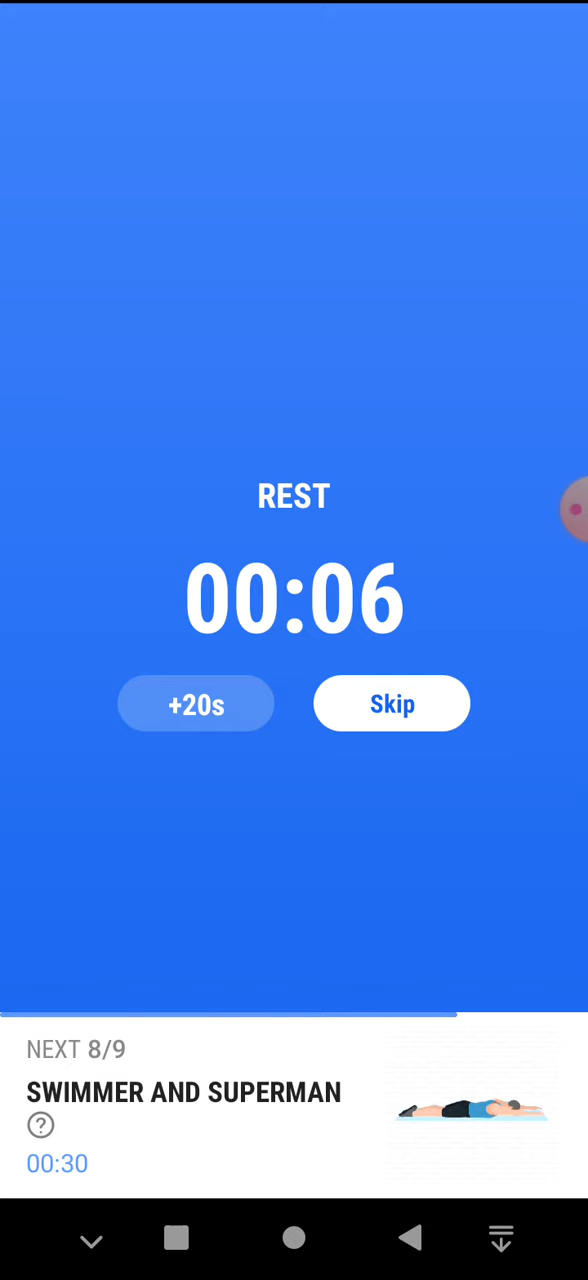 REST
00:06
+20s
Skip
NEXT 8/9
SWIMMER AND SUPERMAN
?
00:30